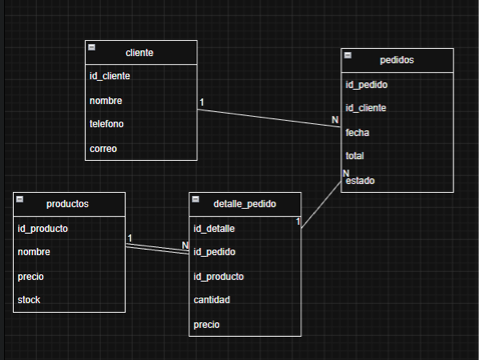 cliente
id_cliente
nombre
telefono
correo
pedidos
id_pedido
id_cliente
fecha
total
estado
1
N
productos
id_producto
nombre
precio
stock
1
N
detalle_pedido
id_detalle
id_pedido
id_producto
cantidad
precio
1
N